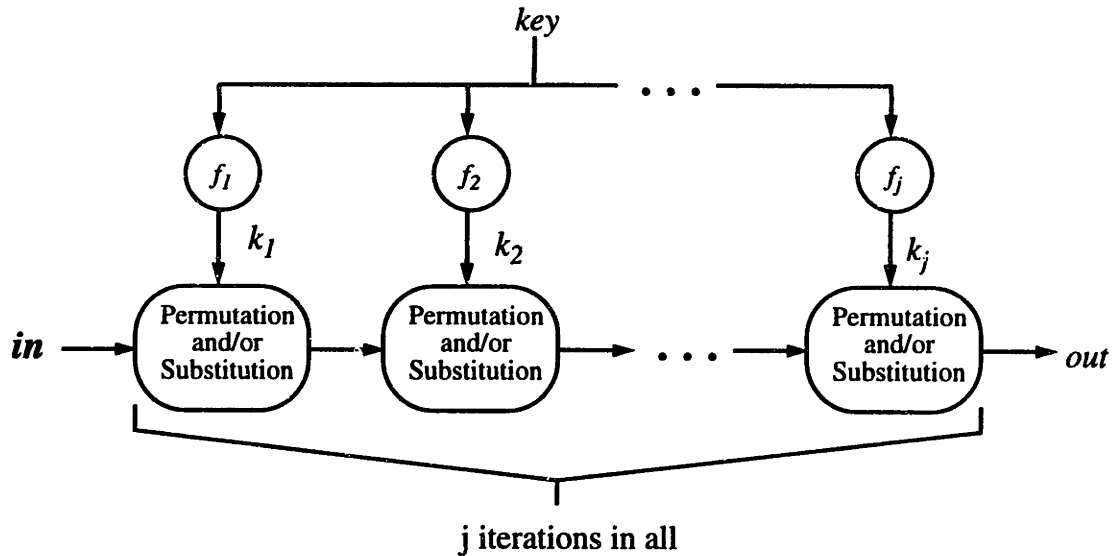 key
. . .
f1 f2 fj
k1 k2 kj
Permutation
and/or
Substitution
Permutation
and/or
Substitution
Permutation
and/or
Substitution
in
. . .
out
j iterations in all